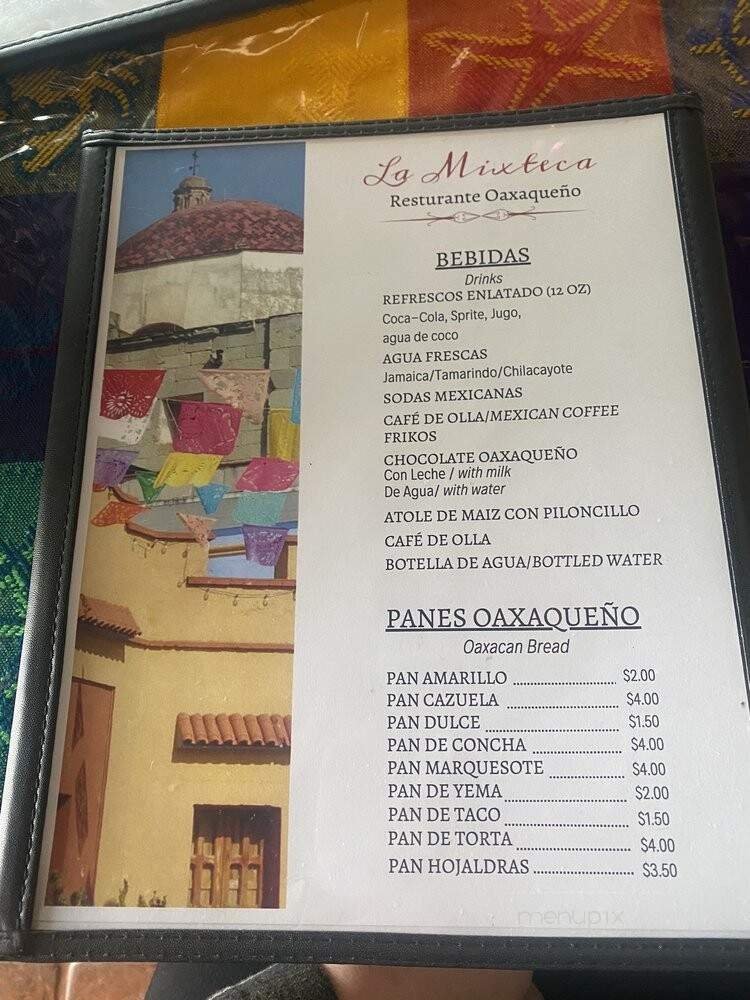 La Mixteca
Resturante Oaxaqueño
BEBIDAS
Drinks
REFRESCOS ENLATADO (12 OZ)
Coca-Cola, Sprite, Jugo,
agua de coco
AGUA FRESCAS
Jamaica/Tamarindo/Chilacayote
SODAS MEXICANAS
CAFÉ DE OLLA/MEXICAN COFFEE
FRIKOS
CHOCOLATE OAXAQUEÑO
Con Leche / with milk
De Agua/ with water
ATOLE DE MAIZ CON PILONCILLO
CAFÉ DE OLLA
BOTELLA DE AGUA/BOTTLED WATER
PANES OAXAQUEÑO
Oaxacan Bread
PAN AMARILLO ........ $2.00
PAN CAZUELA ........ $4.00
PAN DULCE ........ $1.50
PAN DE CONCHA ........ $4.00
PAN MARQUESOTE ........ $4.00
PAN DE YEMA ........ $2.00
PAN DE TACO ........ $1.50
PAN DE TORTA ........ $4.00
PAN HOJALDRAS ........ $3.50
menupix